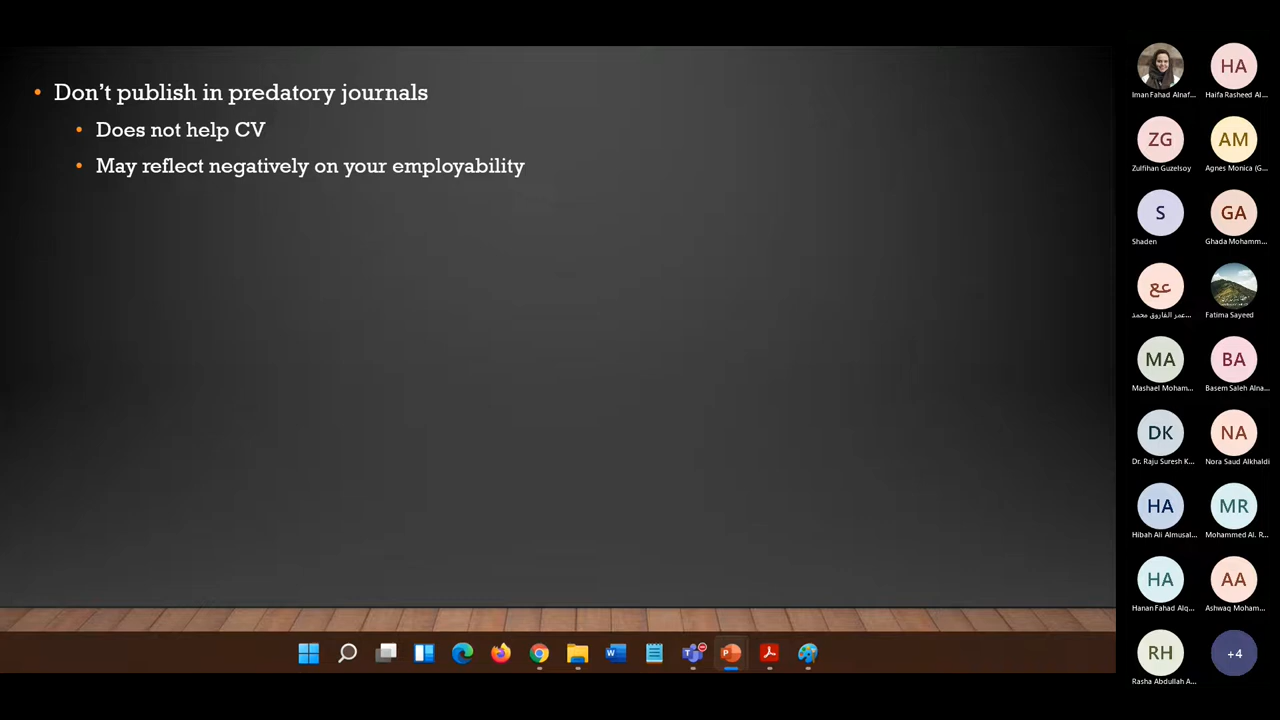 Don't publish in predatory journals
Does not help CV
May reflect negatively on your employability
Iman Fahad Alnaf...
HA
Haifa Rasheed Al...
ZG
Zulfihan Guzelsoy
AM
Agnes Monica (G...
S
Shaden
GA
Ghada Mohamm...
عع
عمر الفاروق محمد...
Fatima Sayeed
MA
Mashael Moham...
BA
Basem Saleh Alna...
DK
Dr. Raju Suresh K...
NA
Nora Saud Alkhaldi
HA
Hibah Ali Almusal...
MR
Mohammed Al. R...
HA
Hanan Fahad Alq...
AA
Ashwaq Moham...
RH
Rasha Abdullah A...
+4